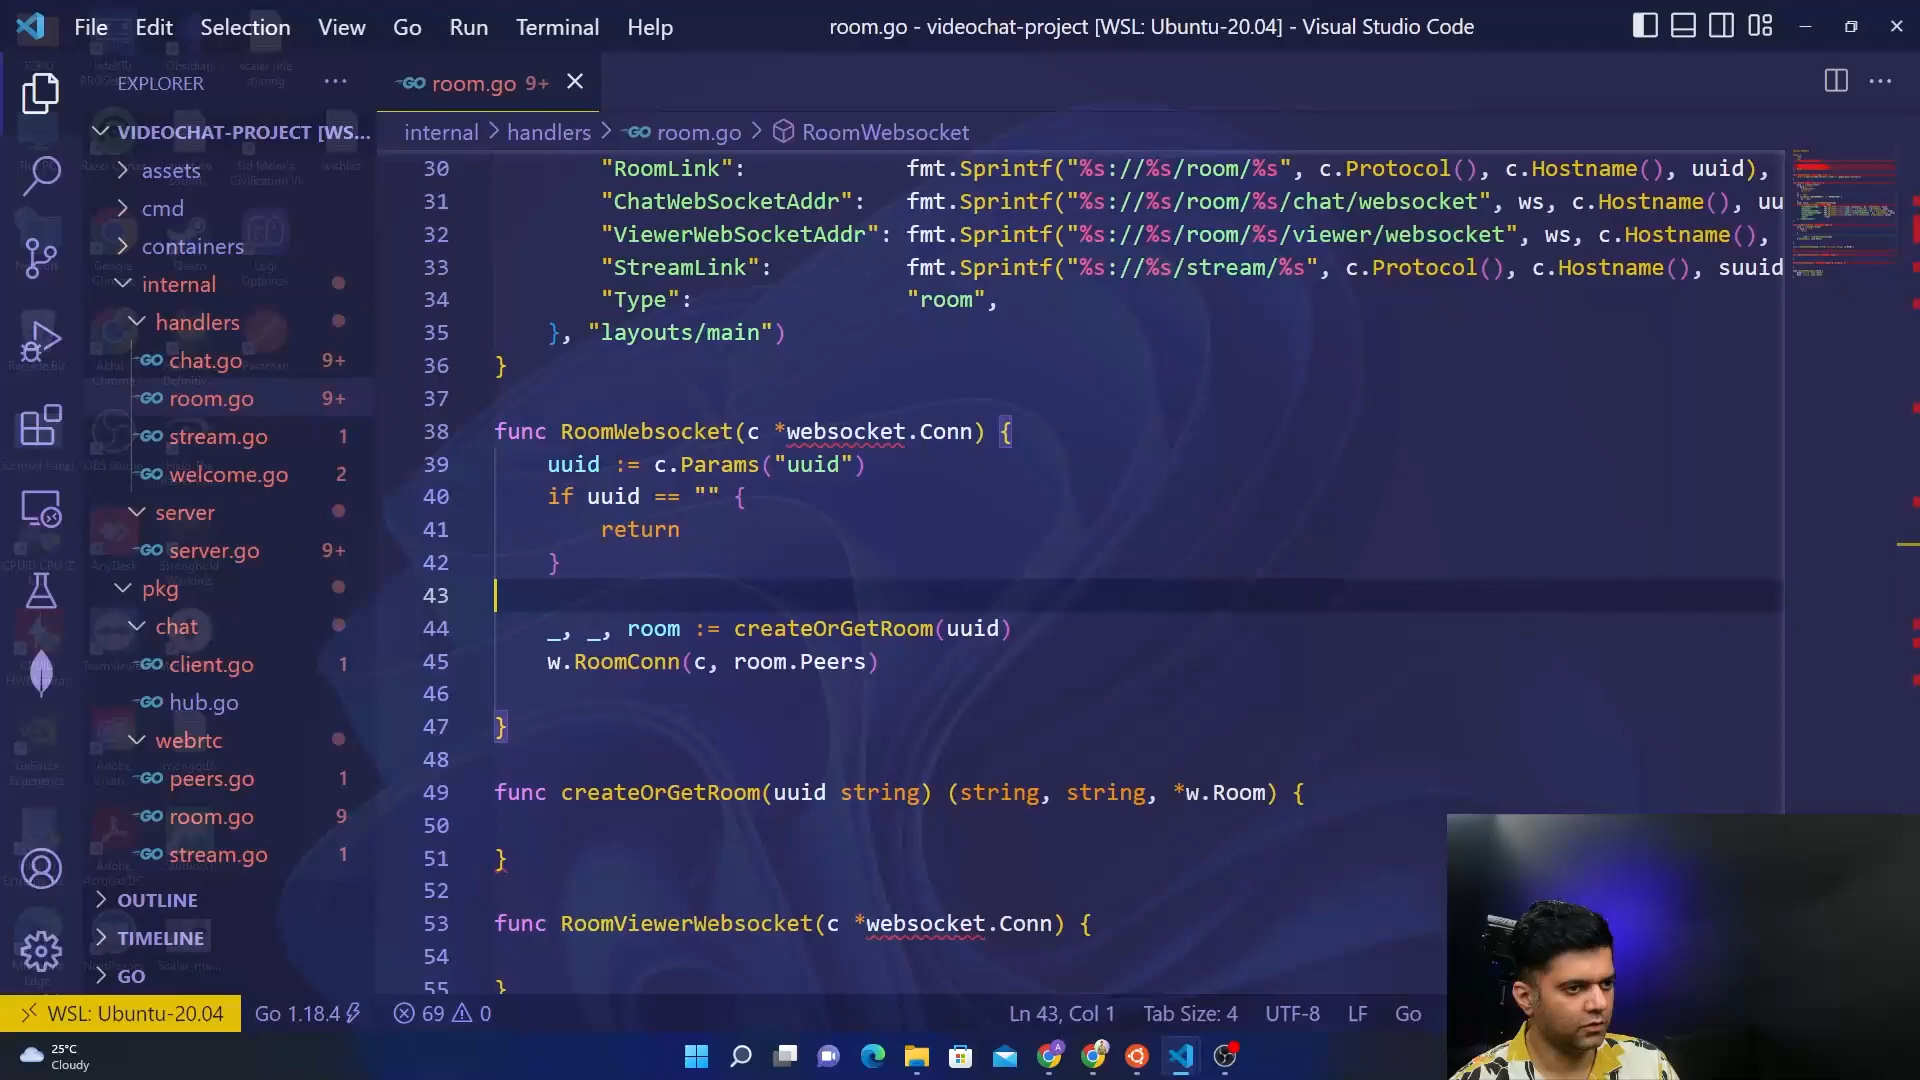 File Edit Selection View Go Run Terminal Help
room.go - videochat-project [WSL: Ubuntu-20.04] - Visual Studio Code
EXPLORER
room.go 9+
VIDEOCHAT-PROJECT [WS...
internal > handlers > room.go > RoomWebsocket
assets
cmd
containers
internal
handlers
chat.go 9+
room.go 9+
stream.go 1
welcome.go 2
server
server.go 9+
pkg
chat
client.go 1
hub.go
webrtc
peers.go 1
room.go 9
stream.go 1
OUTLINE
TIMELINE
GO
30 "RoomLink": fmt.Sprintf("%s://%s/room/%s", c.Protocol(), c.Hostname(), uuid),
31 "ChatWebSocketAddr": fmt.Sprintf("%s://%s/room/%s/chat/websocket", ws, c.Hostname(), uu
32 "ViewerWebSocketAddr": fmt.Sprintf("%s://%s/room/%s/viewer/websocket", ws, c.Hostname(),
33 "StreamLink": fmt.Sprintf("%s://%s/stream/%s", c.Protocol(), c.Hostname(), suuid
34 "Type": "room",
35 }, "layouts/main")
36 }
37
38 func RoomWebsocket(c *websocket.Conn) {
39 uuid := c.Params("uuid")
40 if uuid == "" {
41 return
42 }
43
44 _, _, room := createOrGetRoom(uuid)
45 w.RoomConn(c, room.Peers)
46
47 }
48
49 func createOrGetRoom(uuid string) (string, string, *w.Room) {
50
51 }
52
53 func RoomViewerWebsocket(c *websocket.Conn) {
54
55 }
WSL: Ubuntu-20.04 Go 1.18.4 69 0 Ln 43, Col 1 Tab Size: 4 UTF-8 LF Go
25°C
Cloudy